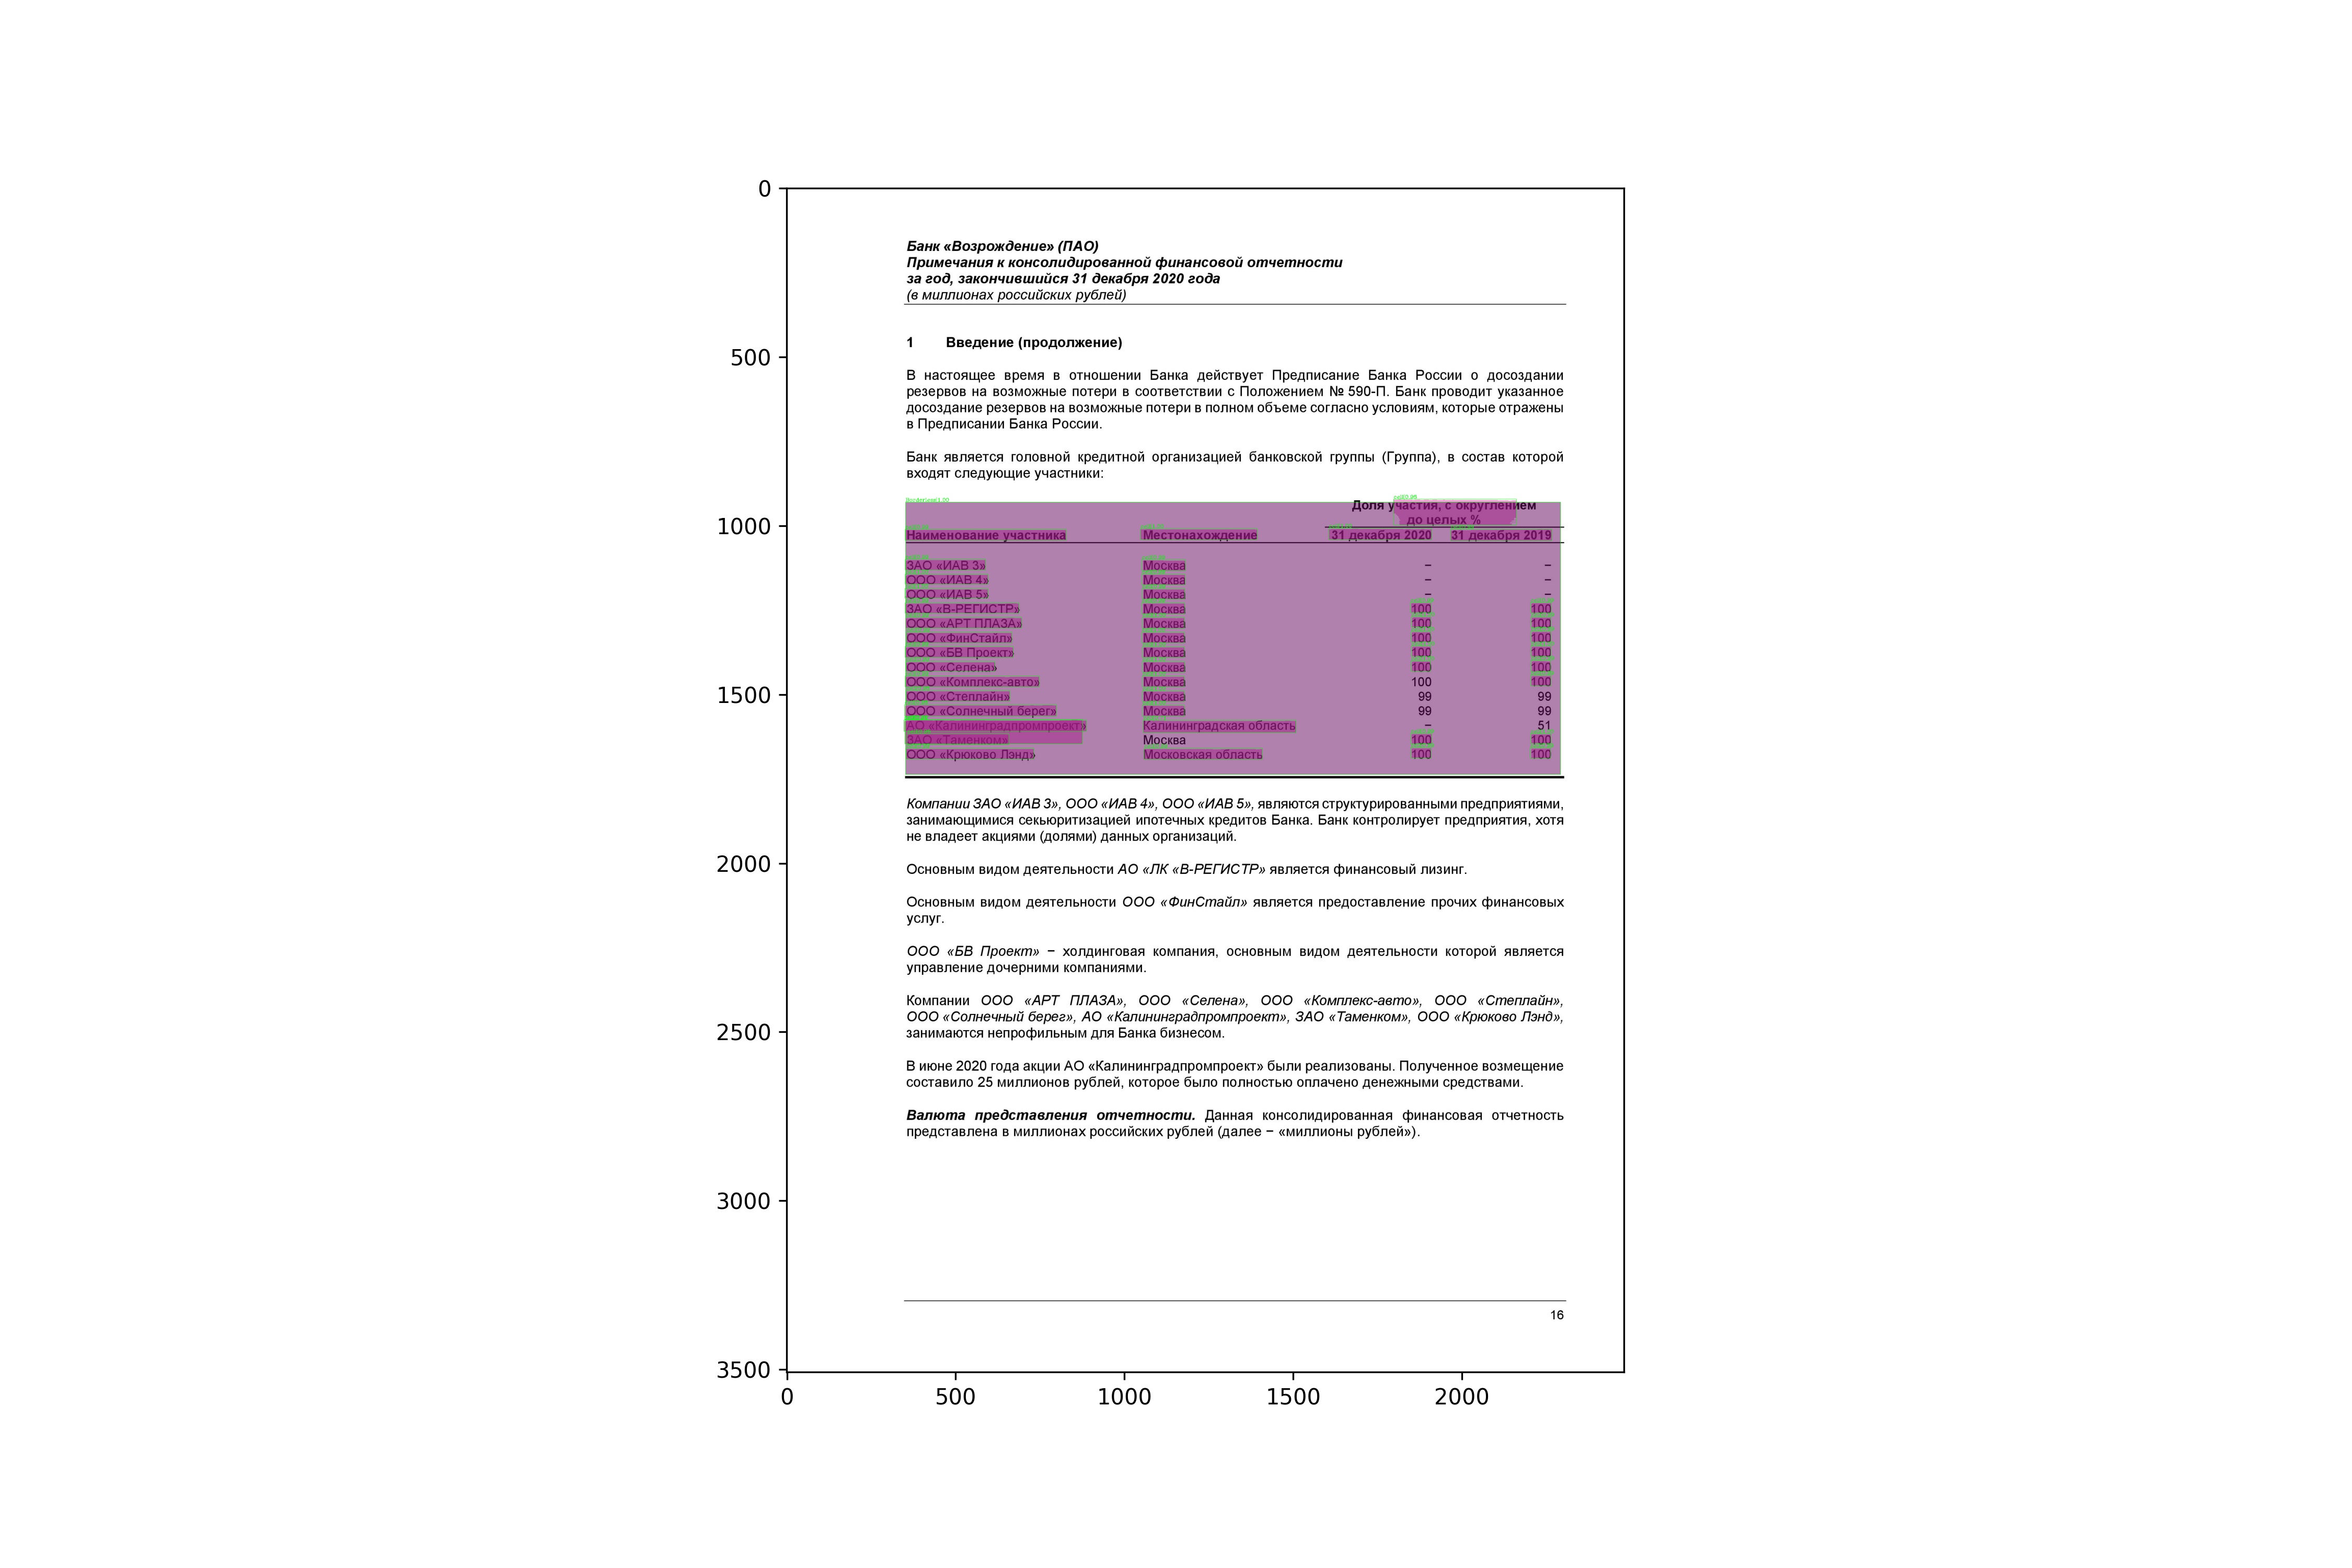 Банк «Возрождение» (ПАО)
Примечания к консолидированной финансовой отчетности
за год, закончившийся 31 декабря 2020 года
(в миллионах российских рублей)
1 Введение (продолжение)
В настоящее время в отношении Банка действует Предписание Банка России о досоздании
резервов на возможные потери в соответствии с Положением № 590-П. Банк проводит указанное
досоздание резервов на возможные потери в полном объеме согласно условиям, которые отражены
в Предписании Банка России.
Банк является головной кредитной организацией банковской группы (Группа), в состав которой
входят следующие участники:
Доля участия, с округлением
до целых %
Наименование участника Местонахождение 31 декабря 2020 31 декабря 2019
ЗАО «ИАВ 3» Москва – –
ООО «ИАВ 4» Москва – –
ООО «ИАВ 5» Москва – –
ЗАО «В-РЕГИСТР» Москва 100 100
ООО «АРТ ПЛАЗА» Москва 100 100
ООО «ФинСтайл» Москва 100 100
ООО «БВ Проект» Москва 100 100
ООО «Селена» Москва 100 100
ООО «Комплекс-авто» Москва 100 100
ООО «Степлайн» Москва 99 99
ООО «Солнечный берег» Москва 99 99
АО «Калининградпромпроект» Калининградская область – 51
ЗАО «Таменком» Москва 100 100
ООО «Крюково Лэнд» Московская область 100 100
Компании ЗАО «ИАВ 3», ООО «ИАВ 4», ООО «ИАВ 5», являются структурированными предприятиями,
занимающимися секьюритизацией ипотечных кредитов Банка. Банк контролирует предприятия, хотя
не владеет акциями (долями) данных организаций.
Основным видом деятельности АО «ЛК «В-РЕГИСТР» является финансовый лизинг.
Основным видом деятельности ООО «ФинСтайл» является предоставление прочих финансовых
услуг.
ООО «БВ Проект» – холдинговая компания, основным видом деятельности которой является
управление дочерними компаниями.
Компании ООО «АРТ ПЛАЗА», ООО «Селена», ООО «Комплекс-авто», ООО «Степлайн»,
ООО «Солнечный берег», АО «Калининградпромпроект», ЗАО «Таменком», ООО «Крюково Лэнд»,
занимаются непрофильным для Банка бизнесом.
В июне 2020 года акции АО «Калининградпромпроект» были реализованы. Полученное возмещение
составило 25 миллионов рублей, которое было полностью оплачено денежными средствами.
Валюта представления отчетности. Данная консолидированная финансовая отчетность
представлена в миллионах российских рублей (далее – «миллионы рублей»).
16
0
500
1000
1500
2000
2500
3000
3500
0 500 1000 1500 2000